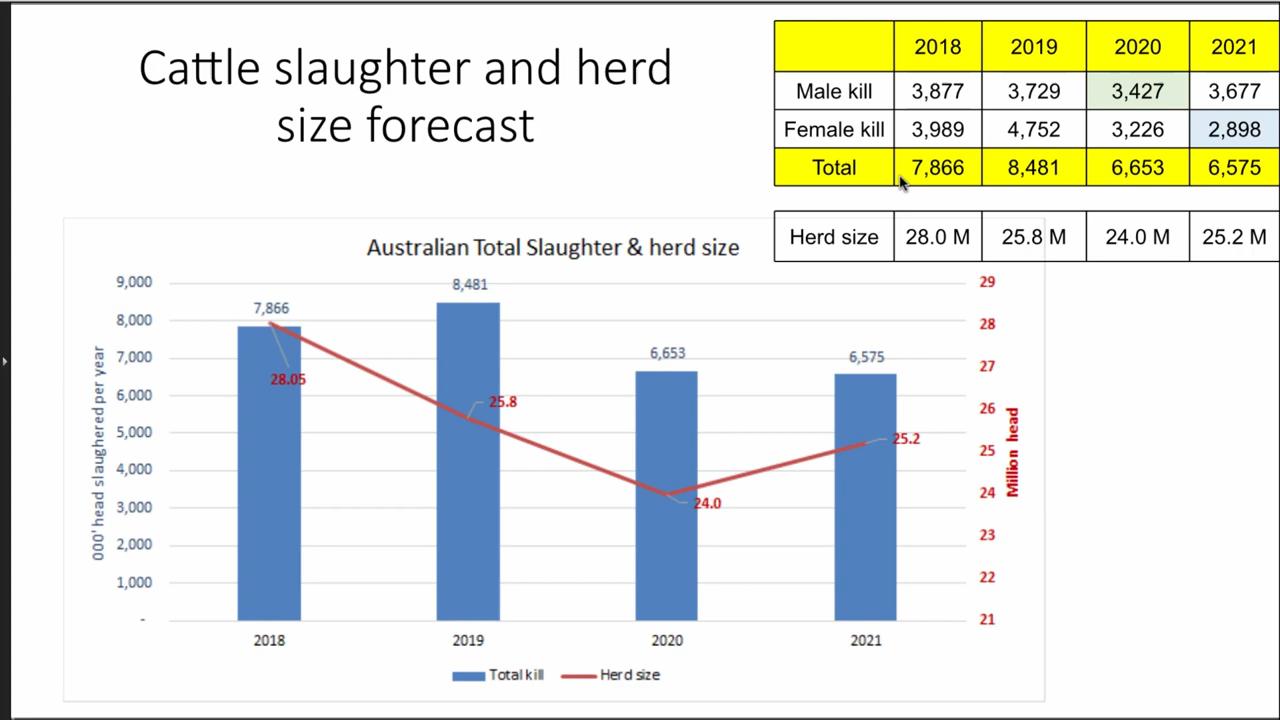 Cattle slaughter and herd
size forecast
2018 2019 2020 2021
Male kill 3,877 3,729 3,427 3,677
Female kill 3,989 4,752 3,226 2,898
Total 7,866 8,481 6,653 6,575
Herd size 28.0 M 25.8 M 24.0 M 25.2 M
Australian Total Slaughter & herd size
000' head slaughered per year
9,000
8,000
7,000
6,000
5,000
4,000
3,000
2,000
1,000
-
7,866
8,481
6,653
6,575
28.05
25.8
24.0
25.2
29
28
27
26
25
24
23
22
21
Million head
2018 2019 2020 2021
Total kill Herd size